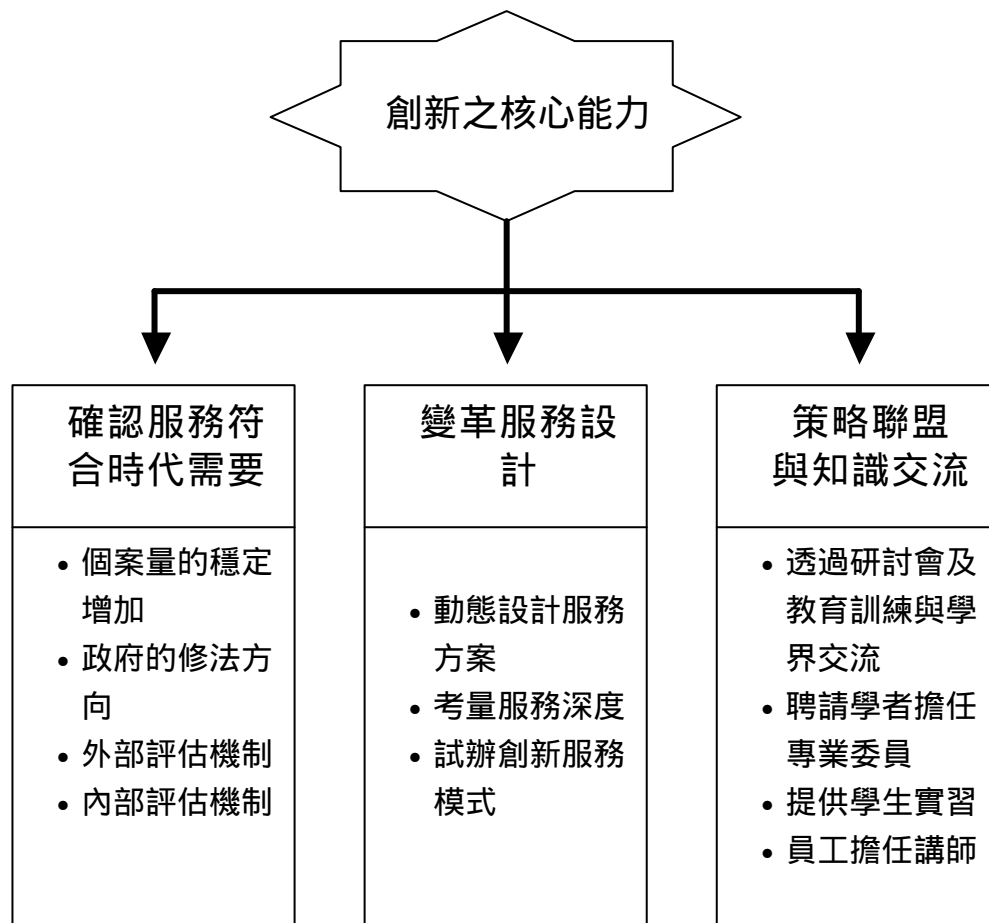 創新之核心能力
確認服務符
合時代需要
• 個案量的穩定
增加
• 政府的修法方
向
• 外部評估機制
• 內部評估機制
變革服務設
計
• 動態設計服務
方案
• 考量服務深度
• 試辦創新服務
模式
策略聯盟
與知識交流
• 透過研討會及
教育訓練與學
界交流
• 聘請學者擔任
專業委員
• 提供學生實習
• 員工擔任講師